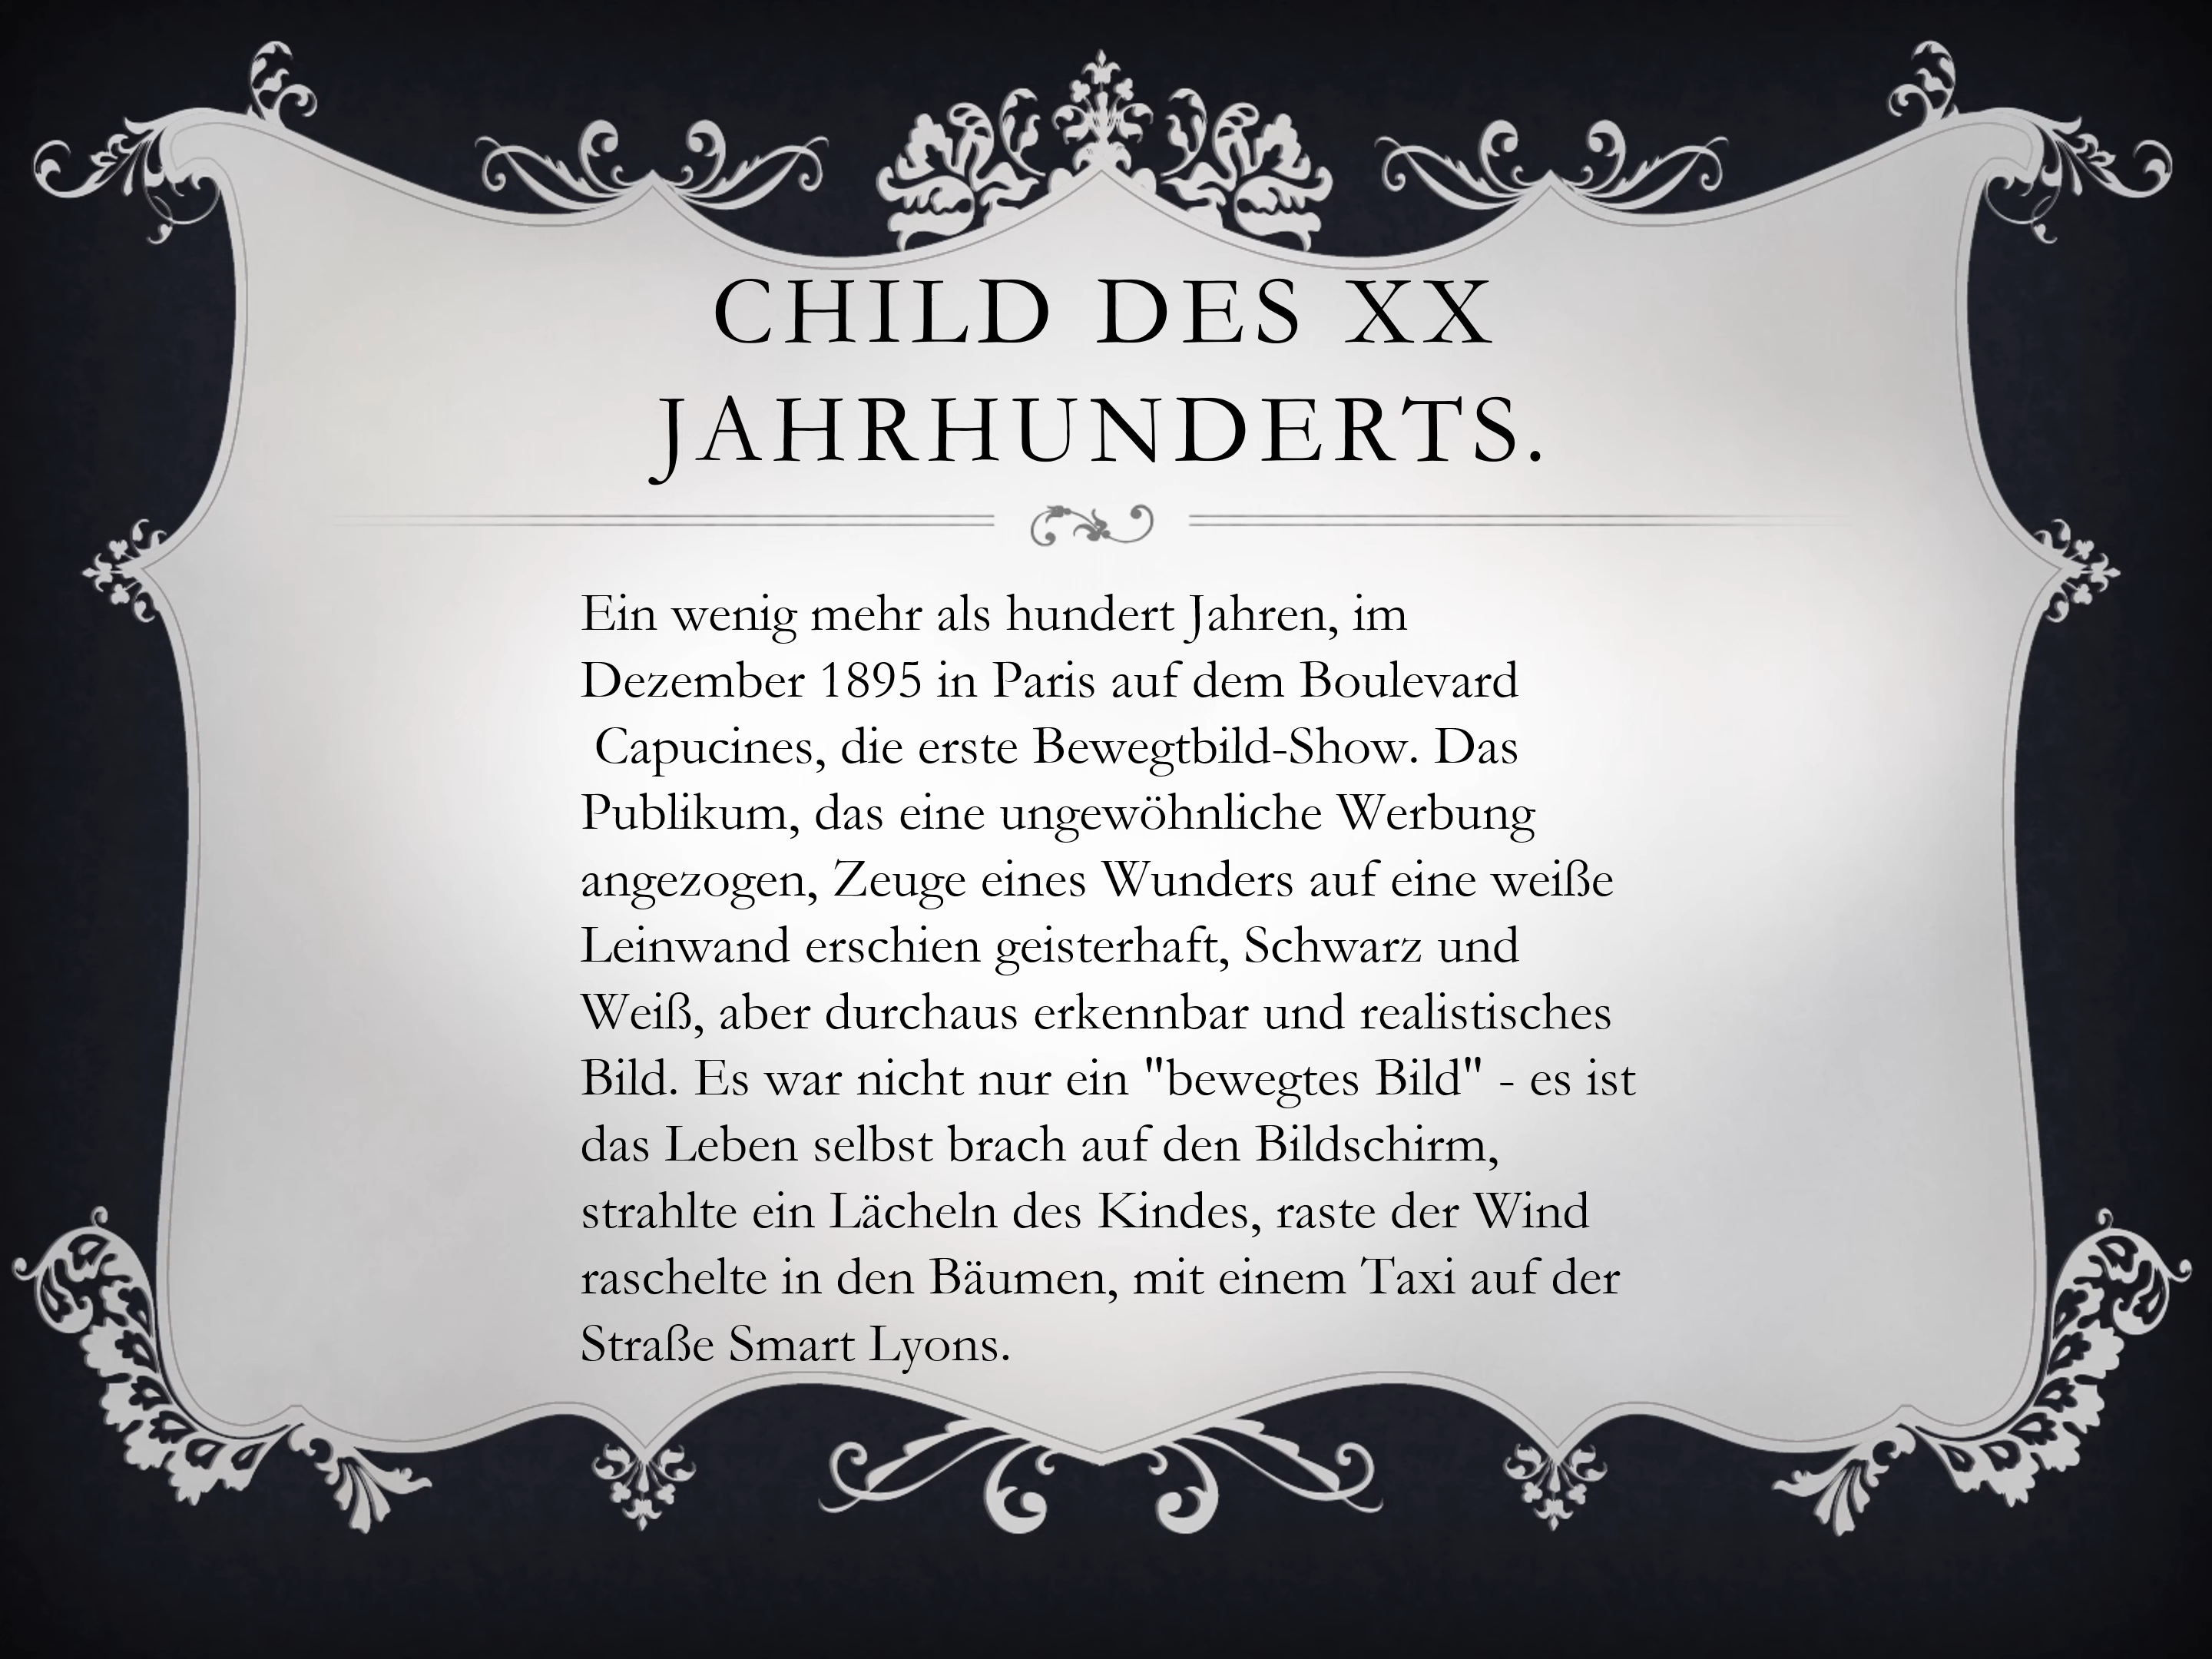 CHILD DES XX
JAHRHUNDERTS.
Ein wenig mehr als hundert Jahren, im
Dezember 1895 in Paris auf dem Boulevard
Capucines, die erste Bewegtbild-Show. Das
Publikum, das eine ungewöhnliche Werbung
angezogen, Zeuge eines Wunders auf eine weiße
Leinwand erschien geisterhaft, Schwarz und
Weiß, aber durchaus erkennbar und realistisches
Bild. Es war nicht nur ein "bewegtes Bild" - es ist
das Leben selbst brach auf den Bildschirm,
strahlte ein Lächeln des Kindes, raste der Wind
raschelte in den Bäumen, mit einem Taxi auf der
Straße Smart Lyons.